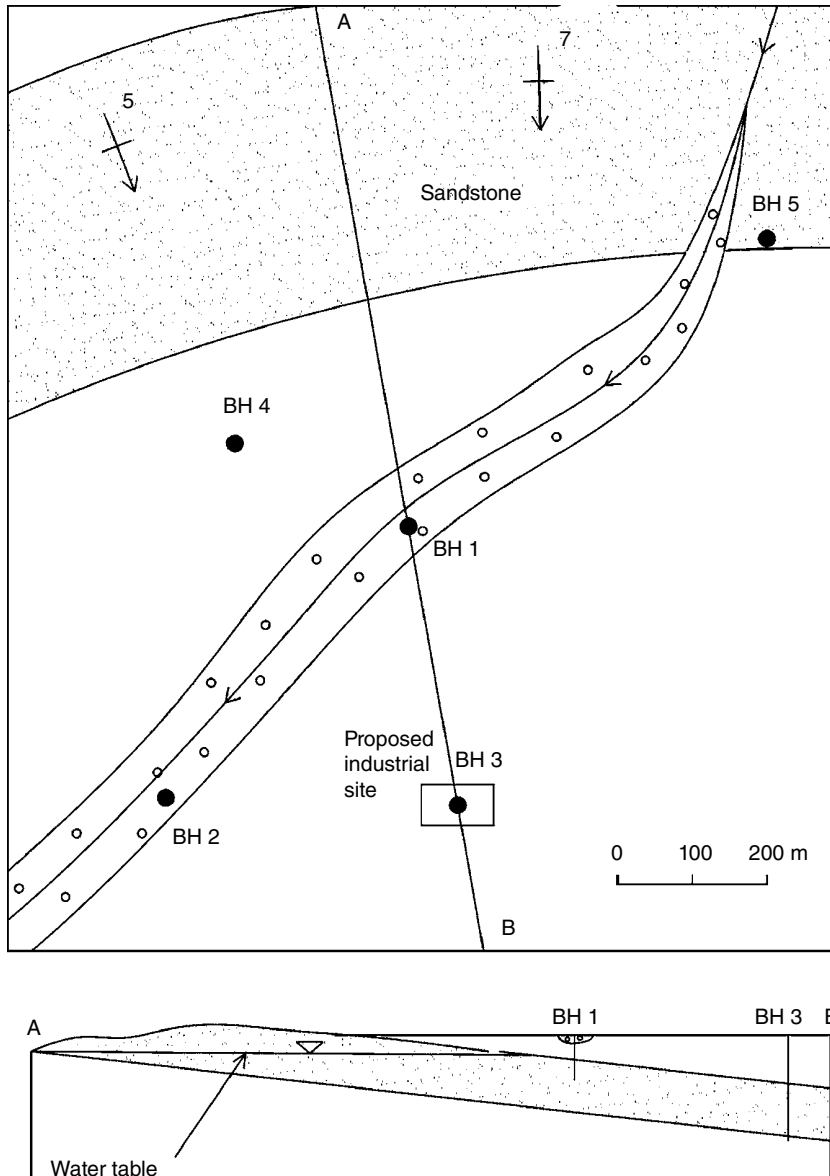 A
7
5
Sandstone
BH 5
BH 4
BH 1
Proposed
industrial
site
BH 3
BH 2
0 100 200 m
B
A BH 1 BH 3 B
Water table